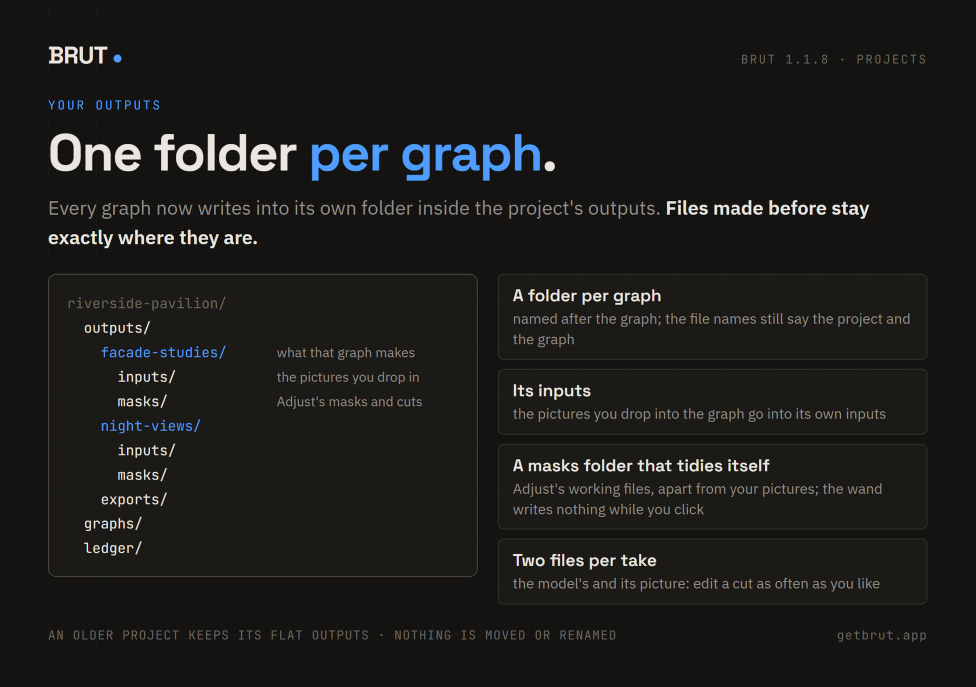 BRUT
BRUT 1.1.8 · PROJECTS
YOUR OUTPUTS
One folder per graph.
Every graph now writes into its own folder inside the project's outputs. Files made before stay
exactly where they are.
riverside-pavilion/
outputs/
facade-studies/ what that graph makes
inputs/ the pictures you drop in
masks/ Adjust's masks and cuts
night-views/
inputs/
masks/
exports/
graphs/
ledger/
A folder per graph
named after the graph; the file names still say the project and
the graph
Its inputs
the pictures you drop into the graph go into its own inputs
A masks folder that tidies itself
Adjust's working files, apart from your pictures; the wand
writes nothing while you click
Two files per take
the model's and its picture: edit a cut as often as you like
AN OLDER PROJECT KEEPS ITS FLAT OUTPUTS · NOTHING IS MOVED OR RENAMED
getbrut.app